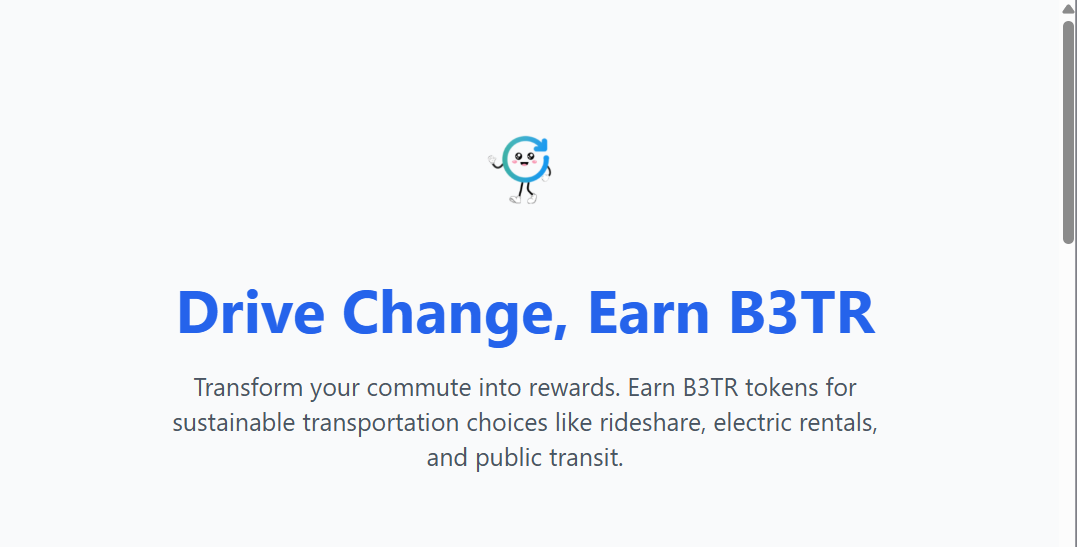 Drive Change, Earn B3TR
Transform your commute into rewards. Earn B3TR tokens for
sustainable transportation choices like rideshare, electric rentals,
and public transit.